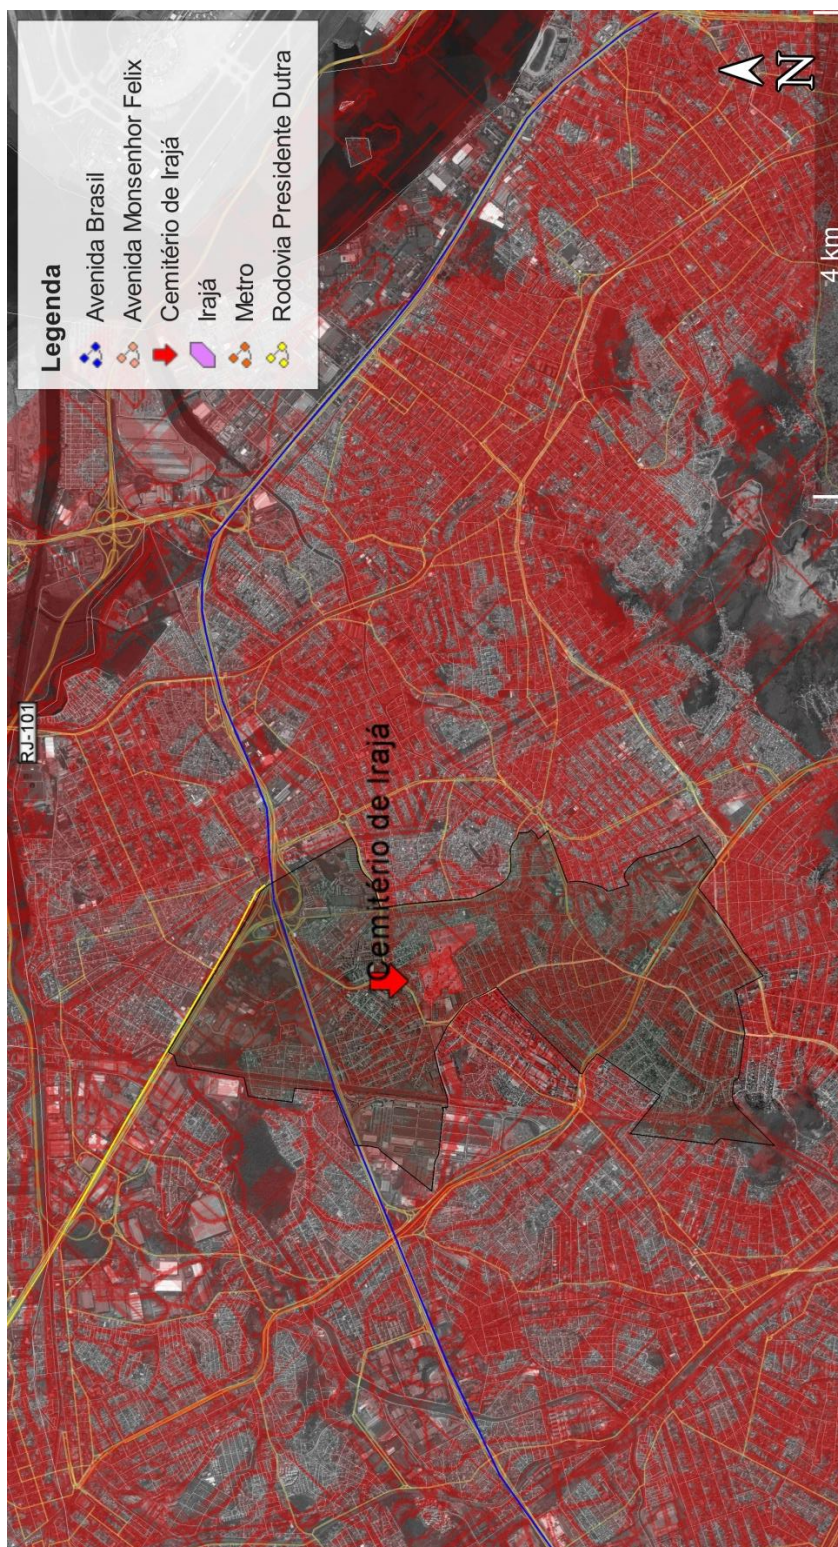 Legenda
Avenida Brasil
Avenida Monsenhor Felix
Cemitério de Irajá
Irajá
Metro
Rodovia Presidente Dutra
RJ-101
Cemitério de Irajá
N
4 km